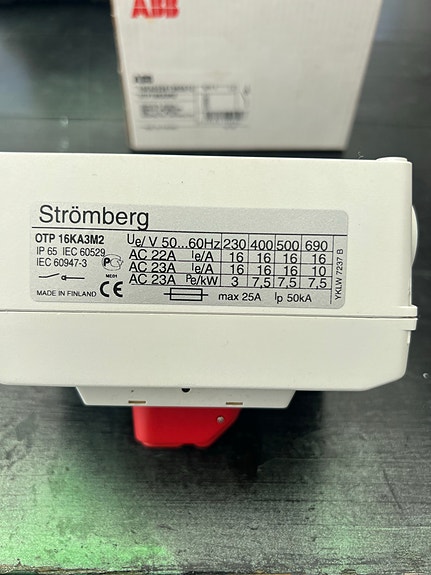 ABB
Strömberg
OTP 16KA3M2
IP 65 IEC 60529
IEC 60947-3
ME01
MADE IN FINLAND CE
Ue/ V 50...60Hz 230 400 500 690
AC 22A Ie/A 16 16 16 16
AC 23A Ie/A 16 16 16 10
AC 23A Pe/kW 3 7,5 7,5 7,5
max 25A Ip 50kA
YKLW 7237 B